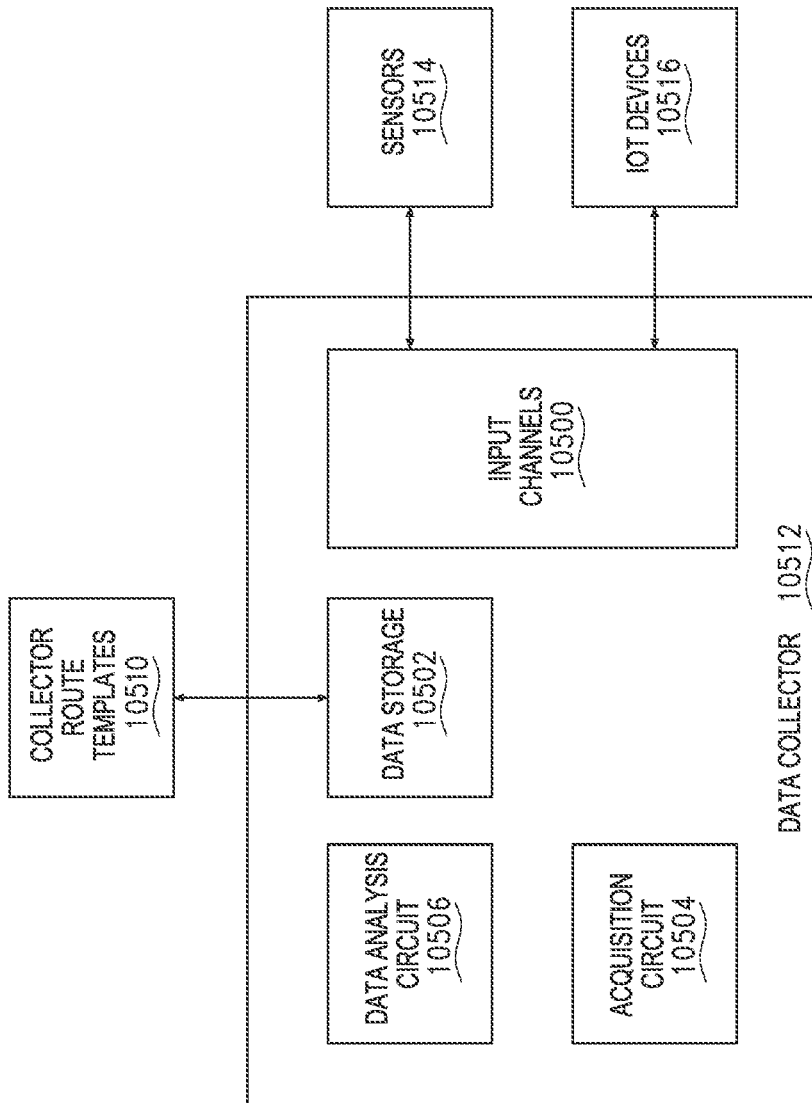 COLLECTOR
ROUTE
TEMPLATES
10510
DATA ANALYSIS
CIRCUIT
10506
DATA STORAGE
10502
SENSORS
10514
INPUT
CHANNELS
10500
ACQUISITION
CIRCUIT
10504
IOT DEVICES
10516
DATA COLLECTOR 10512